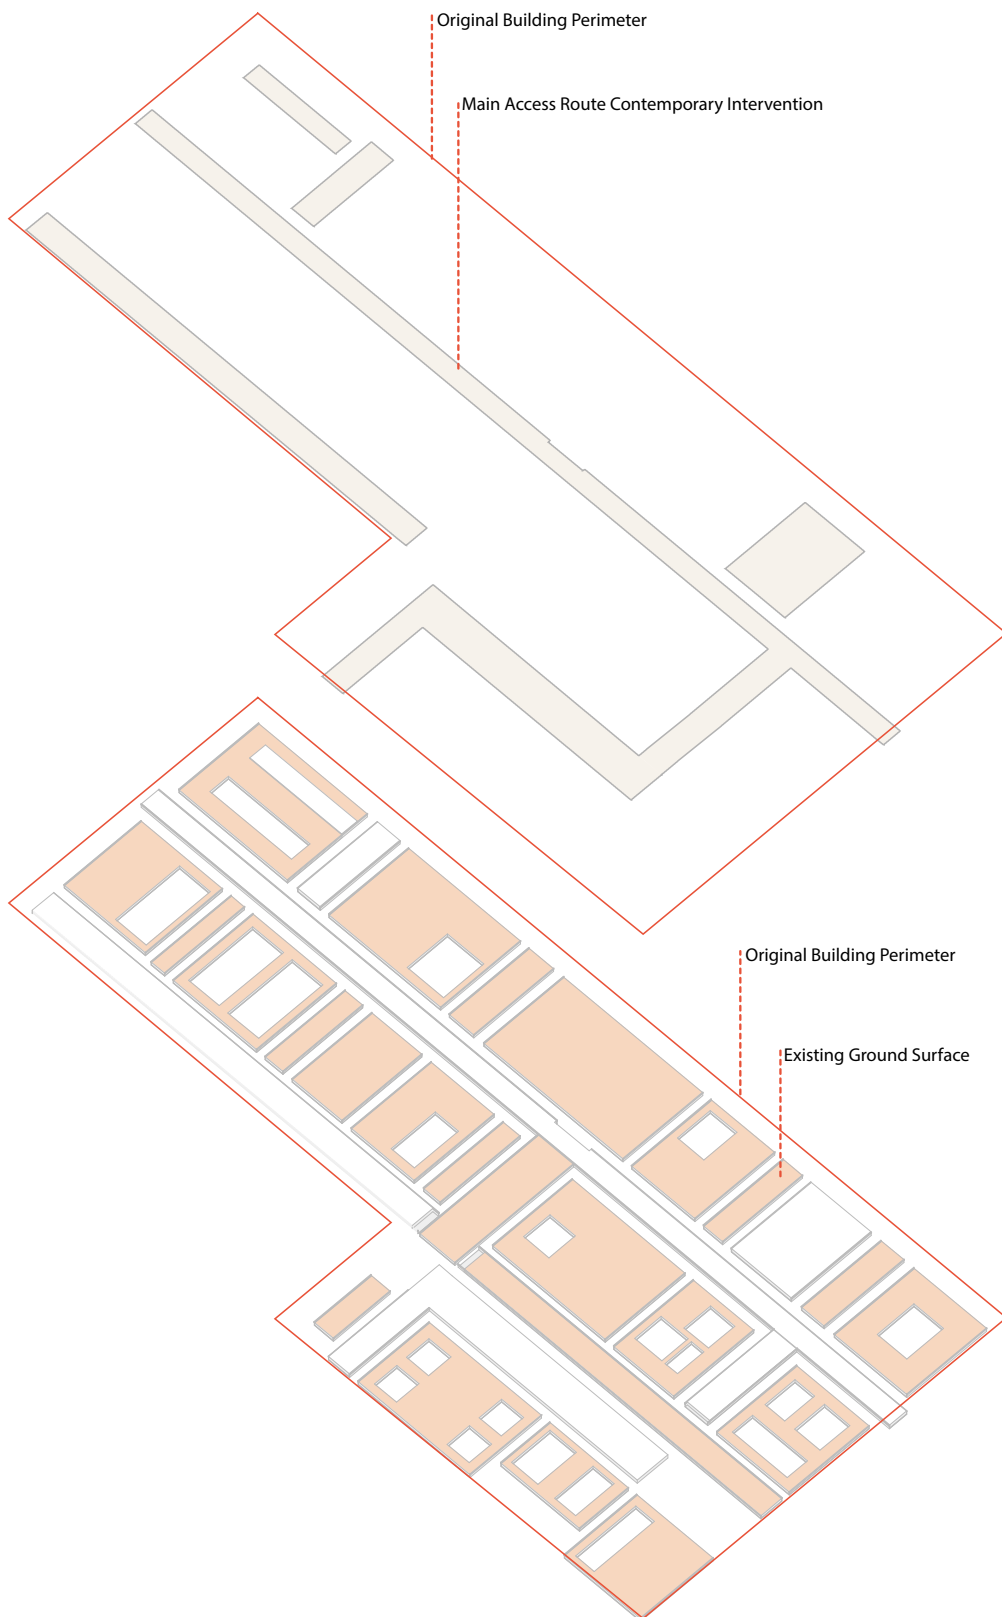 Original Building Perimeter
Main Access Route Contemporary Intervention
Original Building Perimeter
Existing Ground Surface